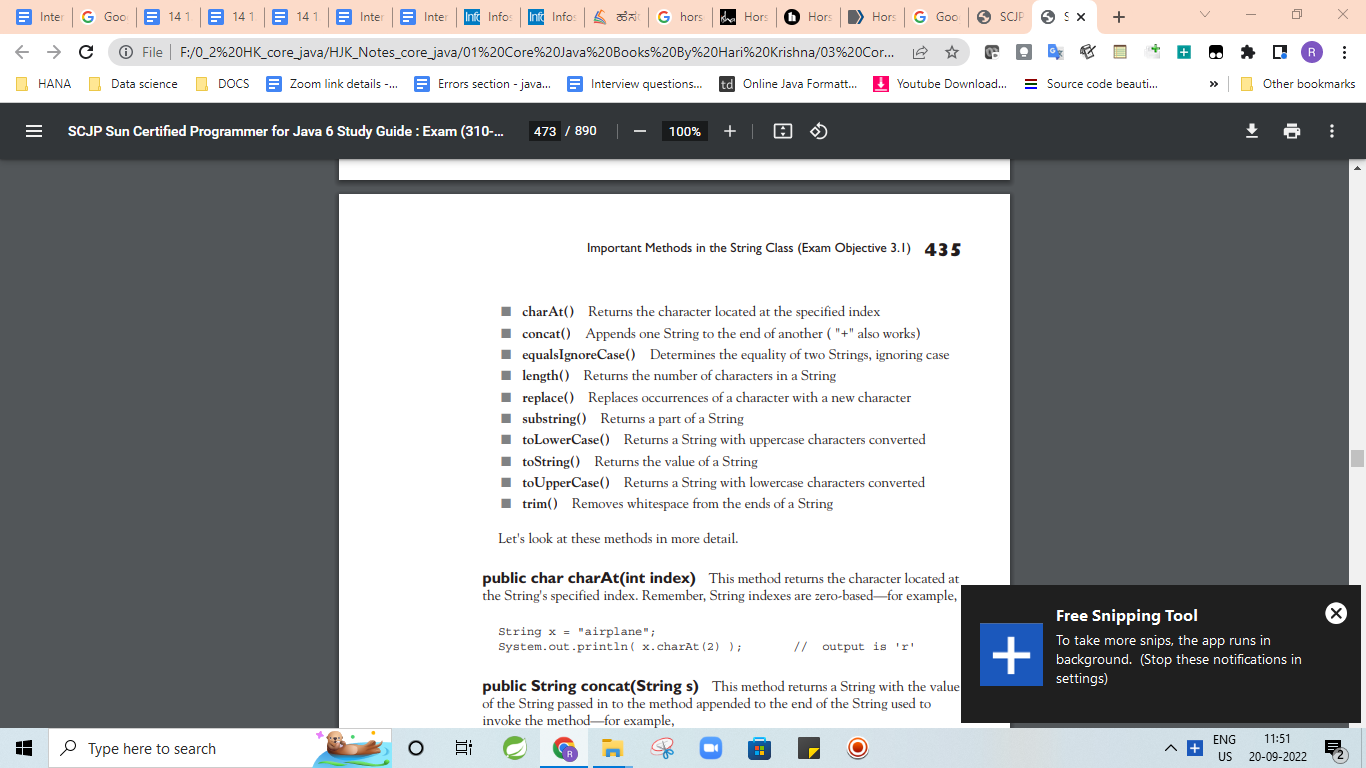 Inter
Goo
14 1
14 1
14 1
Inter
Inter
Info
Infos
Info
Infos
ಹೆಸ
hors
Hors
Hors
Hors
Goo
SCJP
S
File | F:/0_2%20HK_core_java/HJK_Notes_core_java/01%20Core%20Java%20Books%20By%20Hari%20Krishna/03%20Cor...
R
HANA Data science DOCS Zoom link details -... Errors section - java... Interview questions... td Online Java Formatt... Youtube Download... Source code beauti... » Other bookmarks
SCJP Sun Certified Programmer for Java 6 Study Guide : Exam (310-... 473 / 890 − 100% +
Important Methods in the String Class (Exam Objective 3.1) 435
■ charAt() Returns the character located at the specified index
■ concat() Appends one String to the end of another ( "+" also works)
■ equalsIgnoreCase() Determines the equality of two Strings, ignoring case
■ length() Returns the number of characters in a String
■ replace() Replaces occurrences of a character with a new character
■ substring() Returns a part of a String
■ toLowerCase() Returns a String with uppercase characters converted
■ toString() Returns the value of a String
■ toUpperCase() Returns a String with lowercase characters converted
■ trim() Removes whitespace from the ends of a String
Let's look at these methods in more detail.
public char charAt(int index) This method returns the character located at
the String's specified index. Remember, String indexes are zero-based—for example,
String x = "airplane";
System.out.println( x.charAt(2) ); // output is 'r'
public String concat(String s) This method returns a String with the value
of the String passed in to the method appended to the end of the String used to
invoke the method—for example,
Free Snipping Tool
To take more snips, the app runs in
background. (Stop these notifications in
settings)
Type here to search
R
ENG
US
11:51
20-09-2022
2